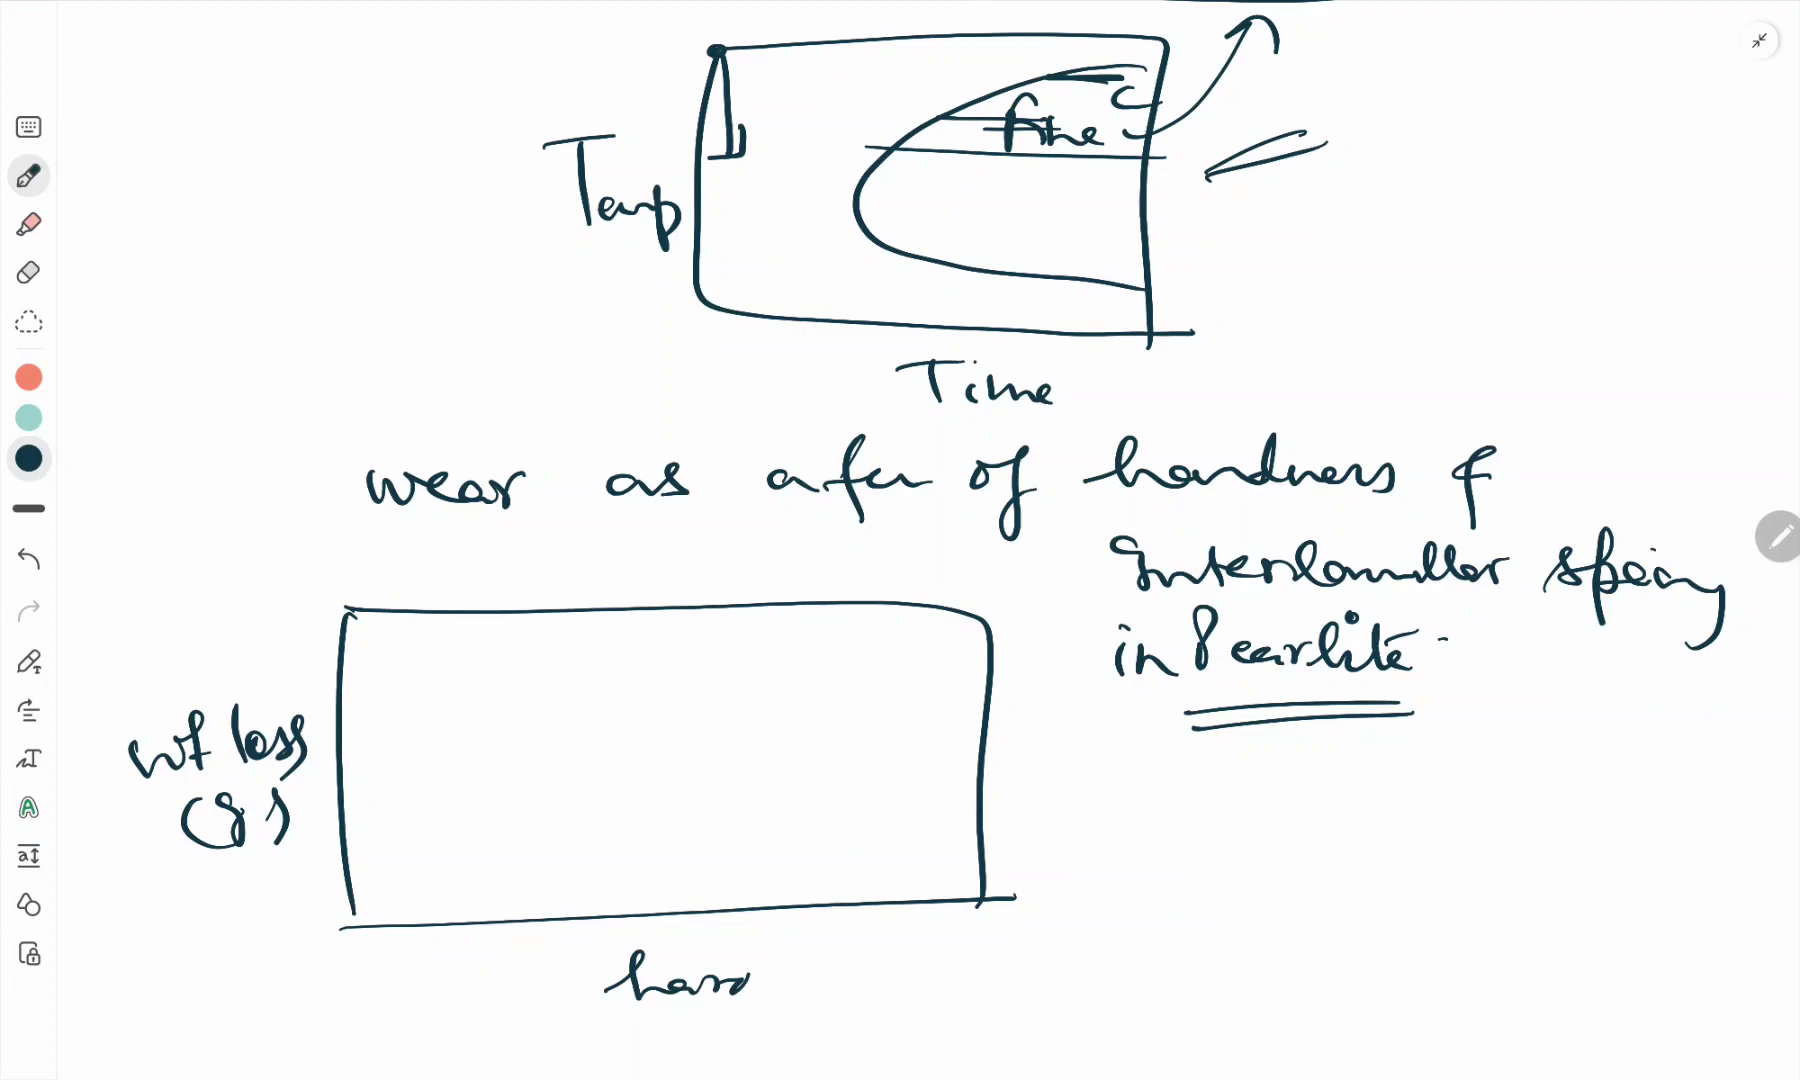 C
fine
Temp
Time
wear as a fn of hardness &
Interlamellar spacing
in Pearlite
wt loss
(g)
hard